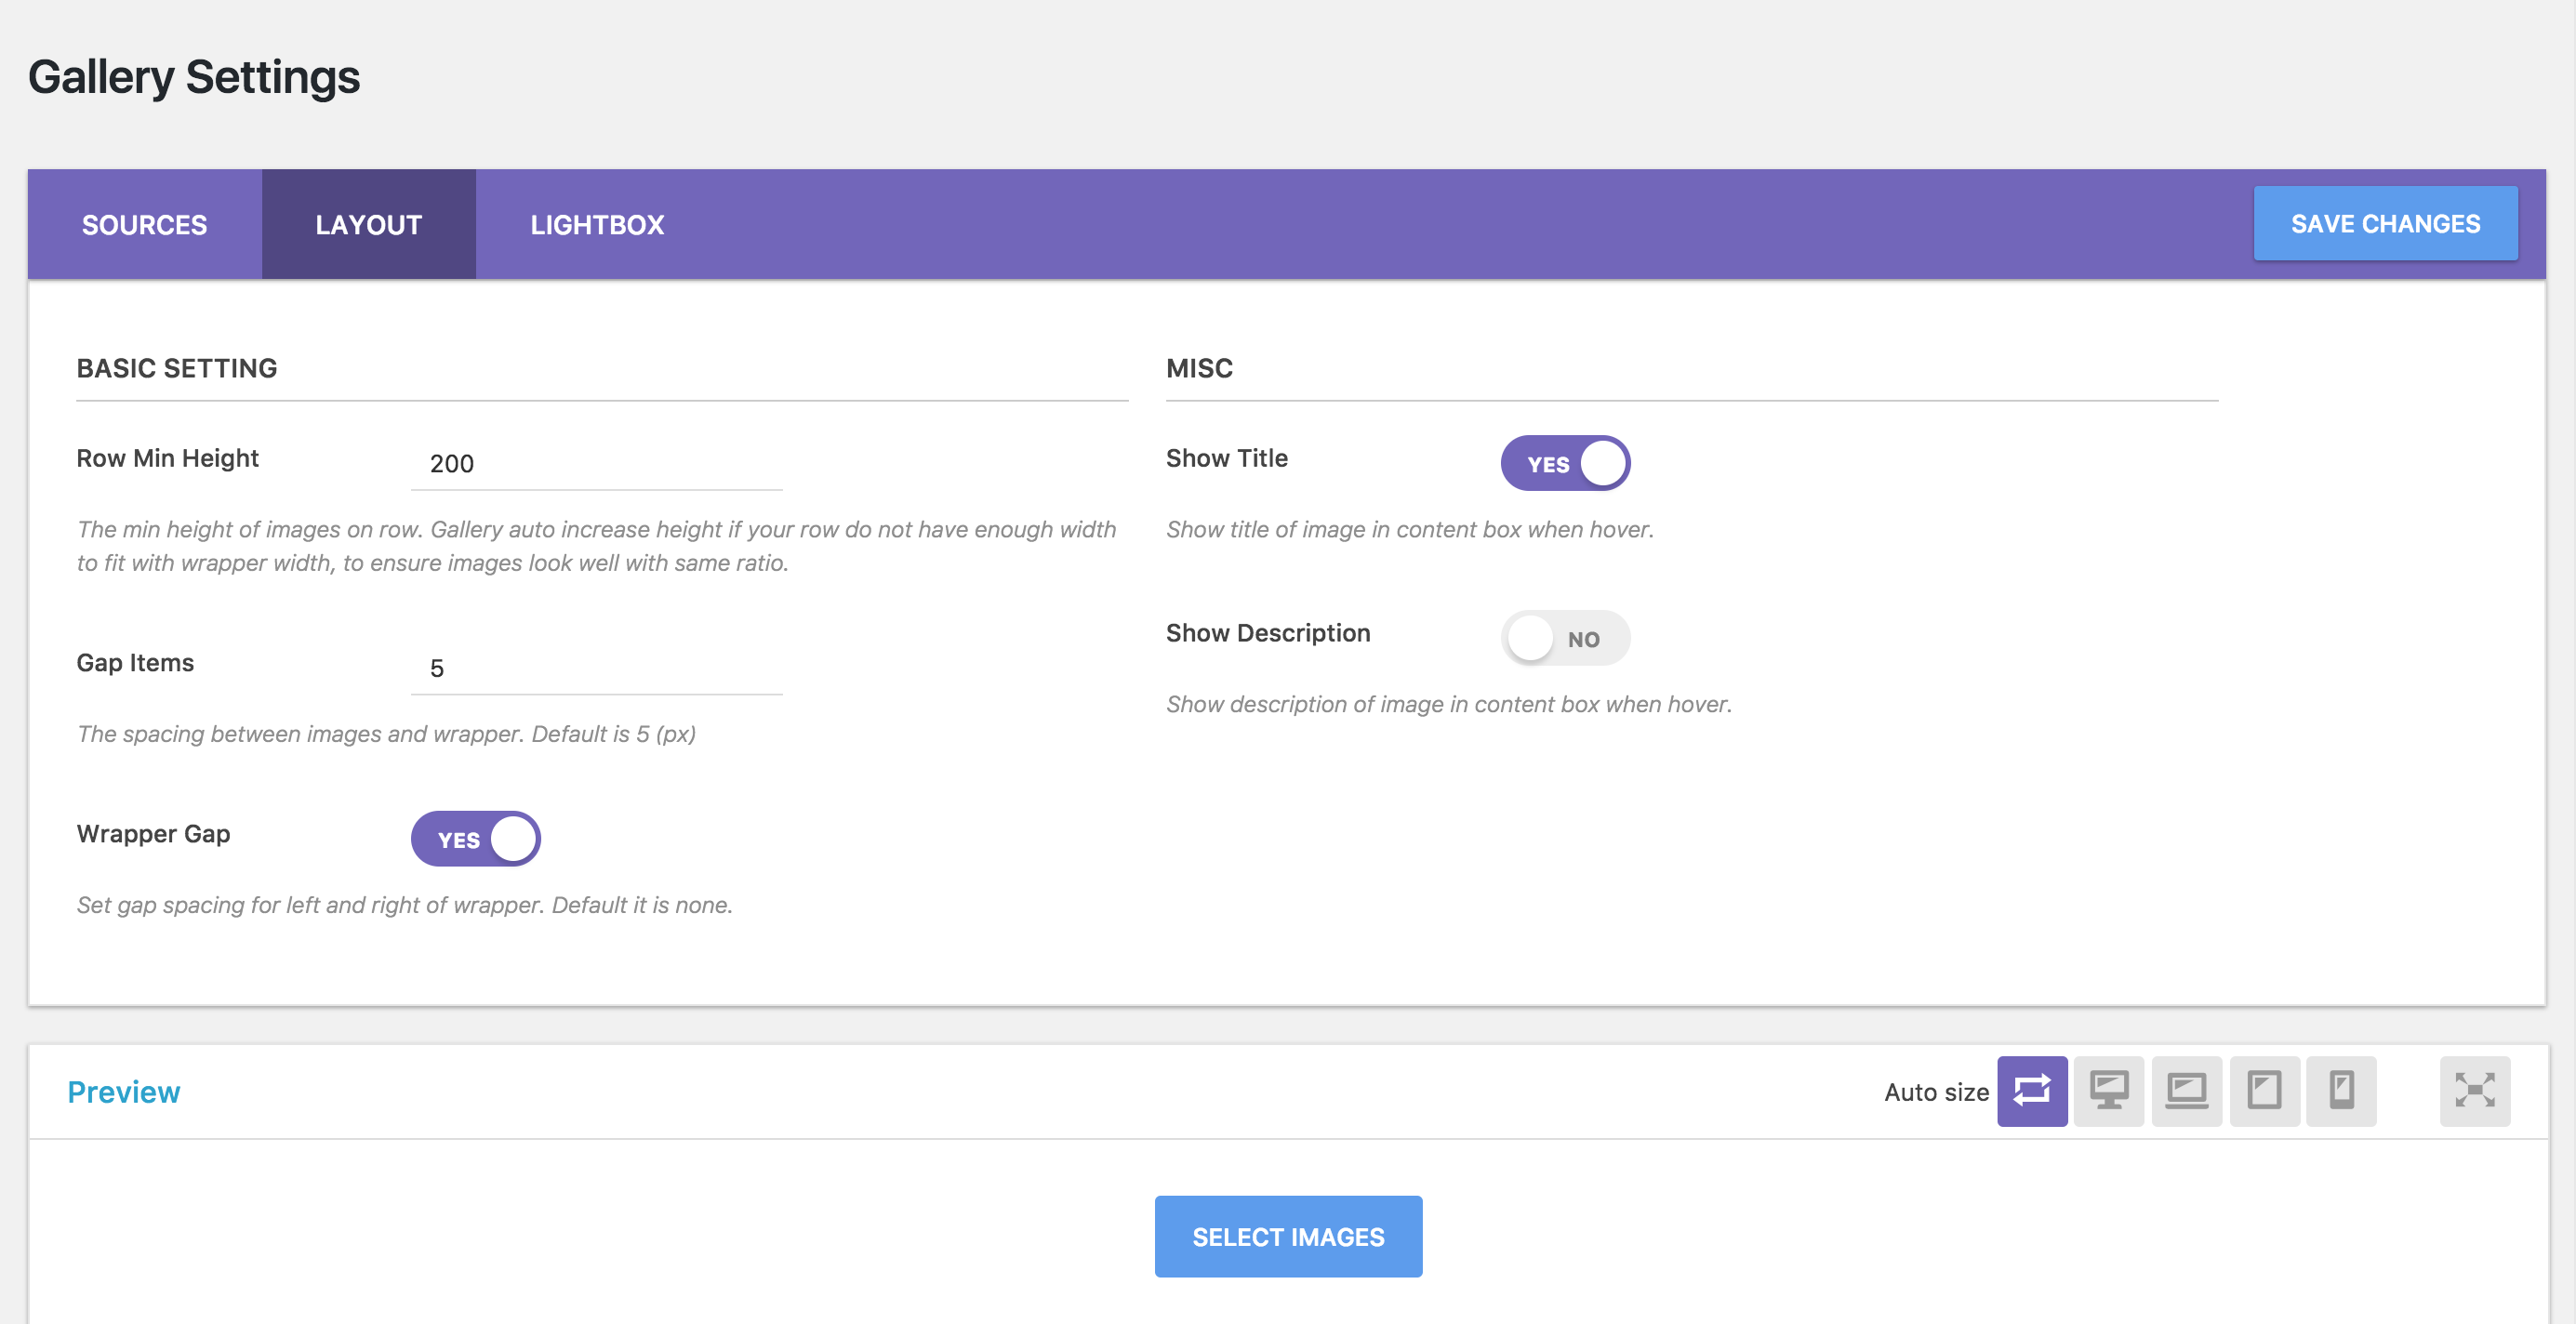 Gallery Settings
SOURCES
LAYOUT
LIGHTBOX
SAVE CHANGES
BASIC SETTING
Row Min Height
200
The min height of images on row. Gallery auto increase height if your row do not have enough width
to fit with wrapper width, to ensure images look well with same ratio.
Gap Items
5
The spacing between images and wrapper. Default is 5 (px)
Wrapper Gap
YES
Set gap spacing for left and right of wrapper. Default it is none.
MISC
Show Title
YES
Show title of image in content box when hover.
Show Description
NO
Show description of image in content box when hover.
Preview
Auto size
SELECT IMAGES